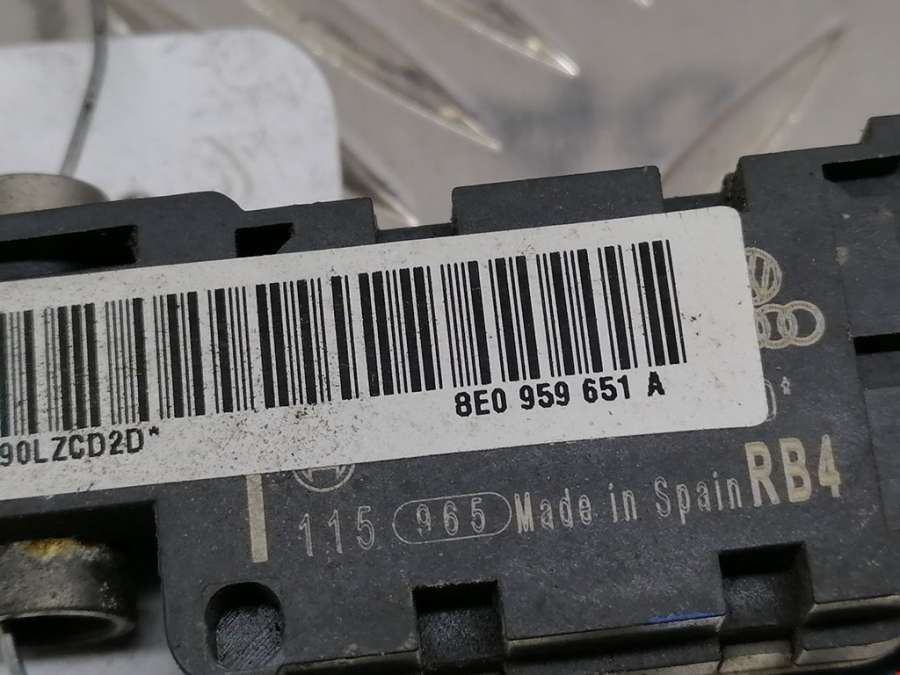 8E0 959 651 A
90LZCD2D*
115 965 Made in Spain RB4